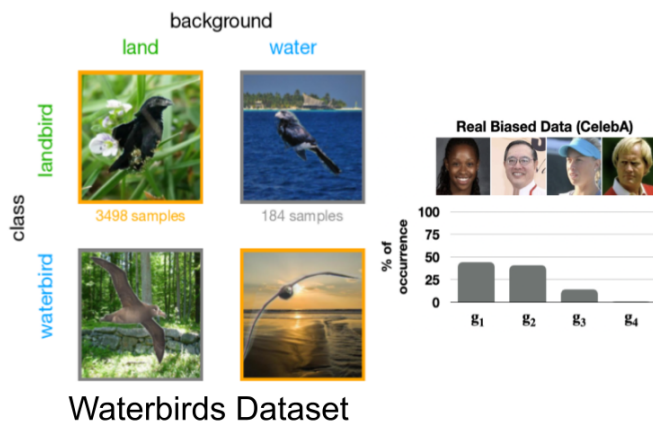 background
land
water
class
landbird
3498 samples
184 samples
waterbird
Waterbirds Dataset
Real Biased Data (CelebA)
% of
occurrence
100
75
50
25
0
g1
g2
g3
g4